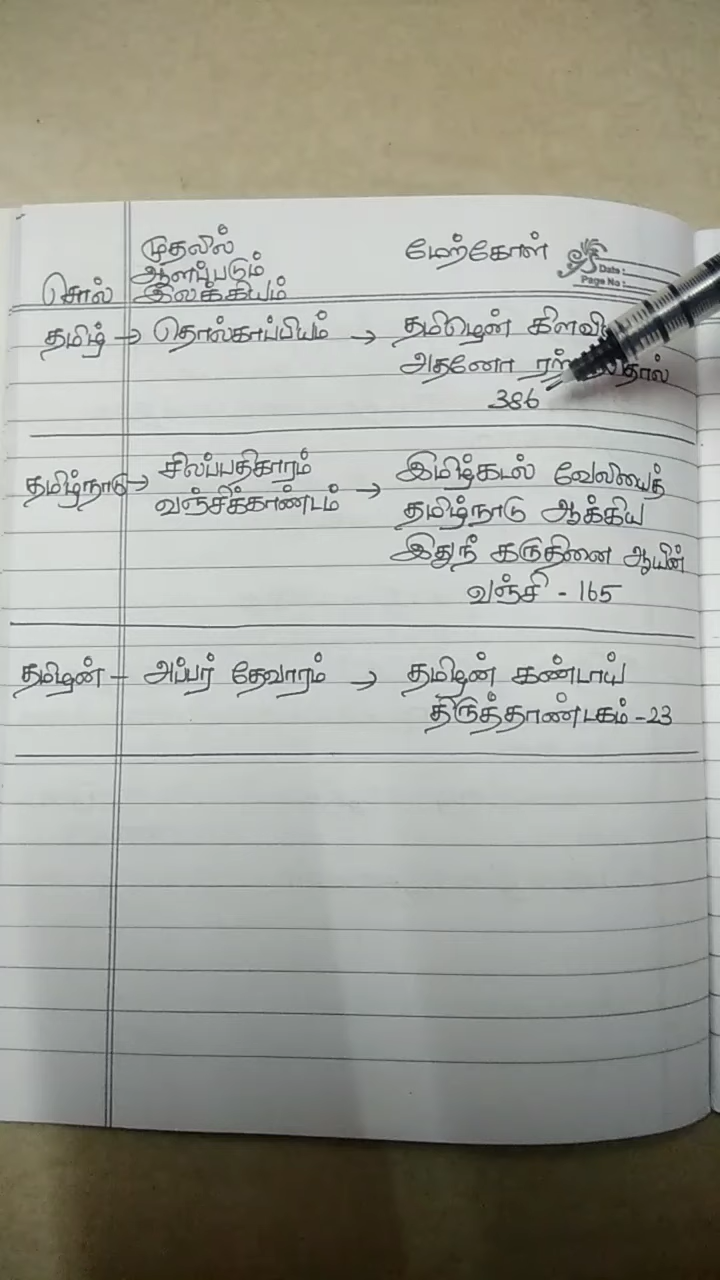 முதலில்
ஆளப்படும்
சொல் இலக்கியம் மேற்கோள்
Date :
Page No :
தமிழ் → தொல்காப்பியம் → தமிழென்
அதனோ
386
தமிழ்நாடு → சிலப்பதிகாரம் வஞ்சிக்காண்டம் → இமிழ்கடல் வேலியைத்
தமிழ்நாடு ஆக்கிய
இதுநீ கருதினை ஆயின்
வஞ்சி - 165
தமிழன் – அப்பர் தேவாரம் → தமிழன் கண்டாய்
திருத்தாண்டகம் - 23